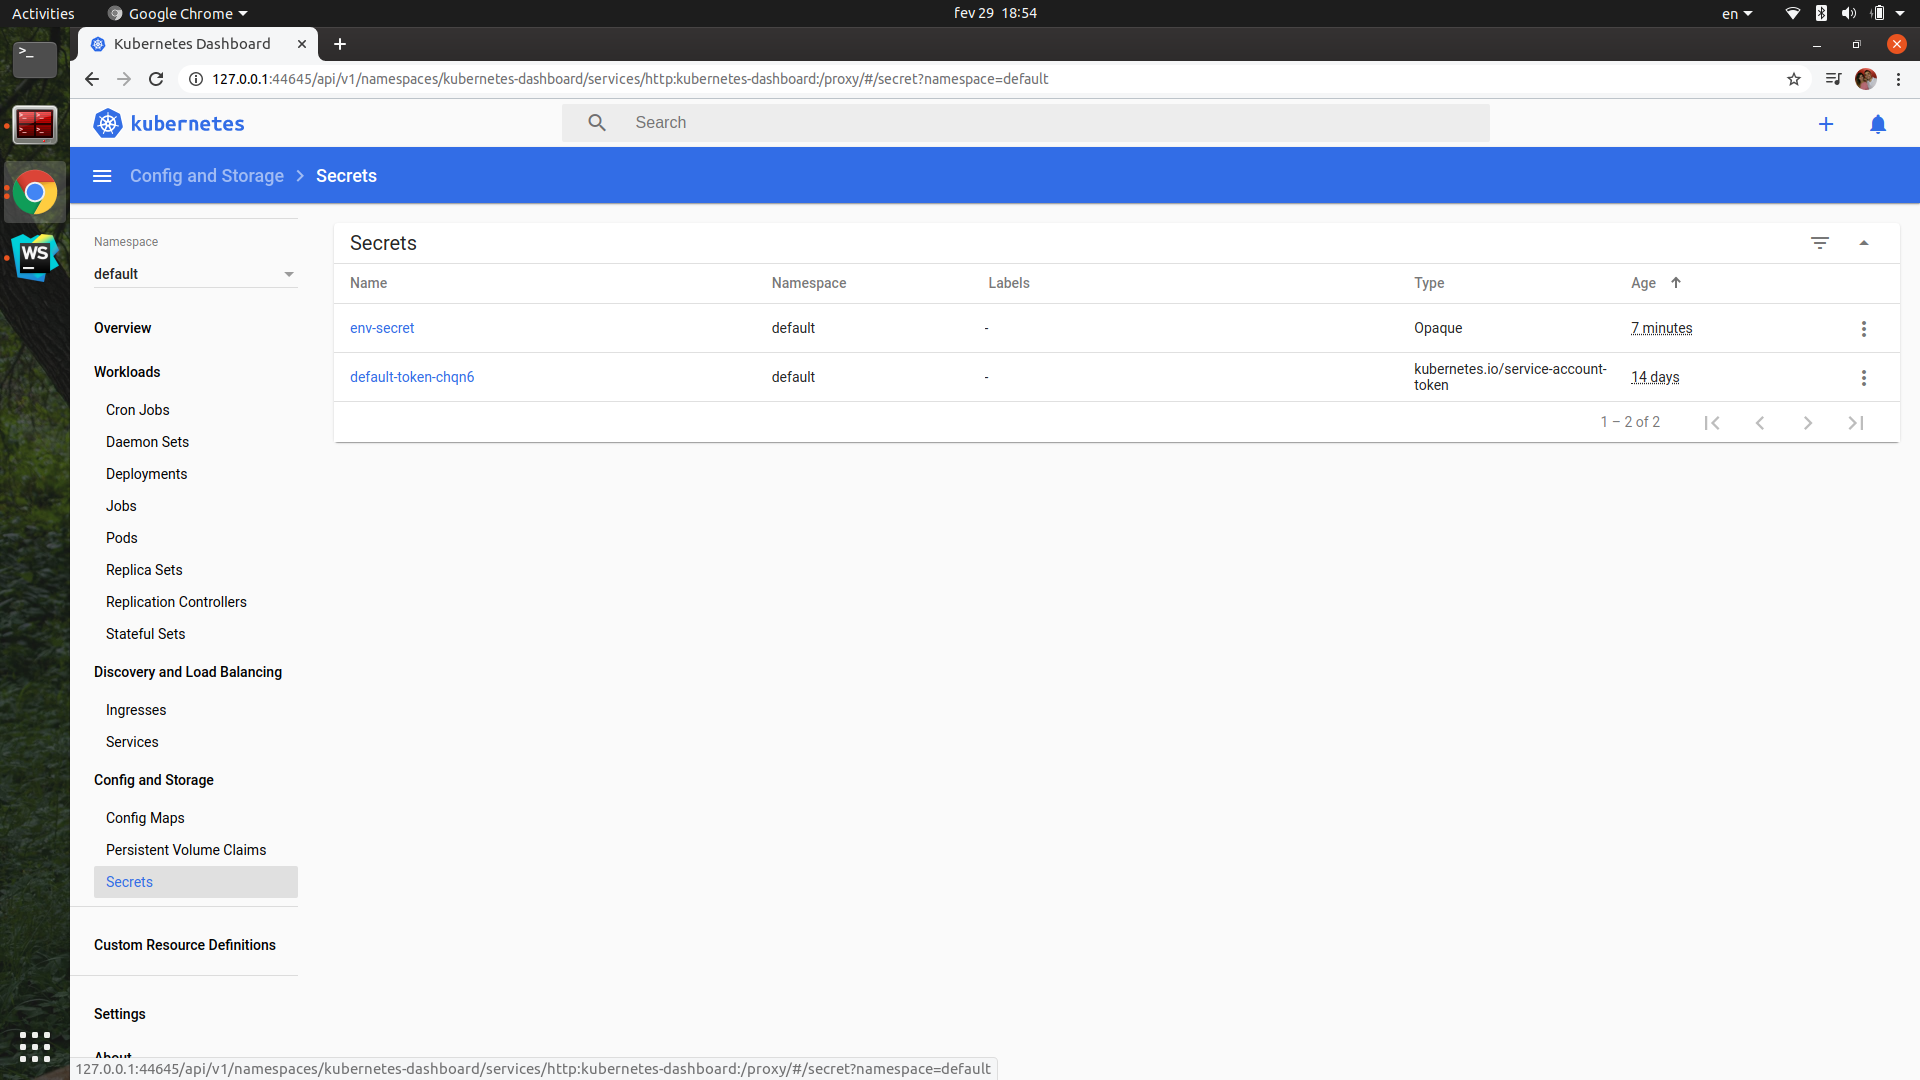 Activities Google Chrome fev 29 18:54 en
Kubernetes Dashboard
127.0.0.1:44645/api/v1/namespaces/kubernetes-dashboard/services/http:kubernetes-dashboard:/proxy/#/secret?namespace=default
kubernetes Search
Config and Storage Secrets
Namespace
default
Overview
Workloads
Cron Jobs
Daemon Sets
Deployments
Jobs
Pods
Replica Sets
Replication Controllers
Stateful Sets
Discovery and Load Balancing
Ingresses
Services
Config and Storage
Config Maps
Persistent Volume Claims
Secrets
Custom Resource Definitions
Settings
About
Secrets
Name Namespace Labels Type Age
env-secret default - Opaque 7 minutes
default-token-chqn6 default - kubernetes.io/service-account-token 14 days
1 – 2 of 2
WS
127.0.0.1:44645/api/v1/namespaces/kubernetes-dashboard/services/http:kubernetes-dashboard:/proxy/#/secret?namespace=default